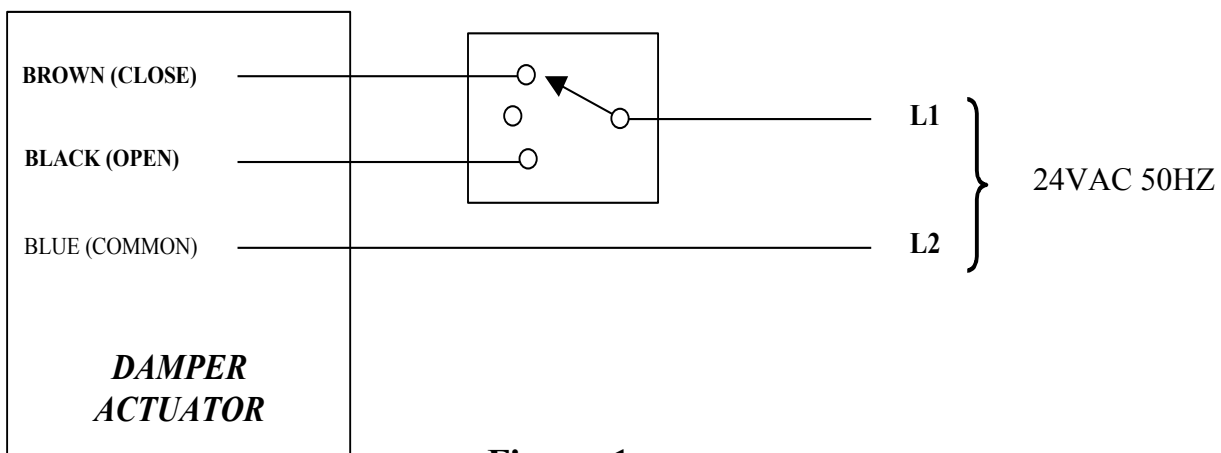 BROWN (CLOSE)
L1
BLACK (OPEN)
24VAC 50HZ
BLUE (COMMON)
L2
DAMPER
ACTUATOR